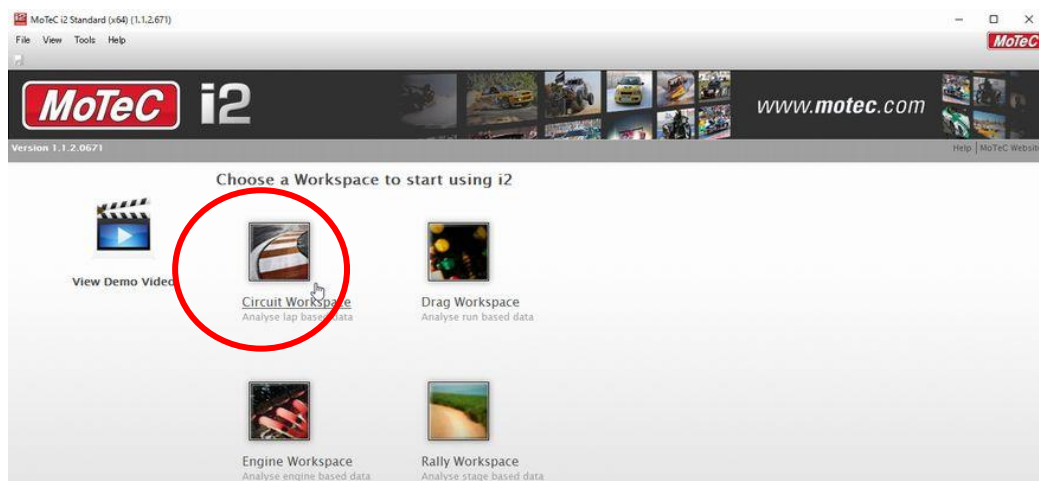 MoTeC i2 Standard (x64) (1.1.2.671)
File View Tools Help
MoTeC
MoTeC i2
www.motec.com
Version 1.1.2.0671
Help | MoTeC Website
Choose a Workspace to start using i2
View Demo Video
Circuit Workspace
Analyse lap based data
Drag Workspace
Analyse run based data
Engine Workspace
Analyse engine based data
Rally Workspace
Analyse stage based data